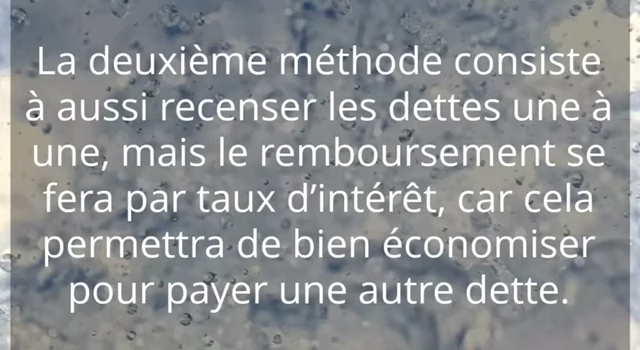 La deuxième méthode consiste
à aussi recenser les dettes une à
une, mais le remboursement se
fera par taux d’intérêt, car cela
permettra de bien économiser
pour payer une autre dette.